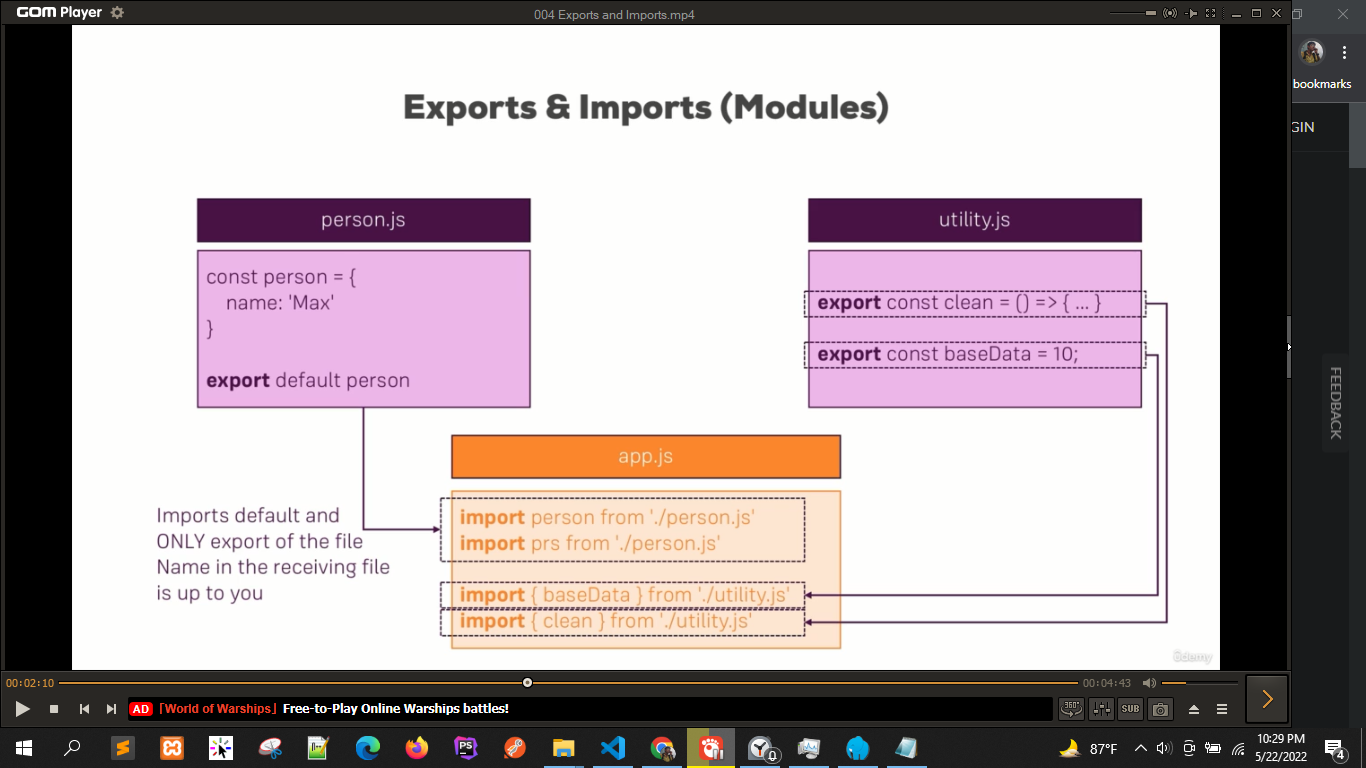 GOM Player
004 Exports and Imports.mp4
bookmarks
GIN
Exports & Imports (Modules)
person.js
const person = {
name: 'Max'
}
export default person
utility.js
export const clean = () => { ... }
export const baseData = 10;
app.js
import person from './person.js'
import prs from './person.js'
import { baseData } from './utility.js'
import { clean } from './utility.js'
Imports default and
ONLY export of the file
Name in the receiving file
is up to you
FEEDBACK
ûdemy
00:02:10
00:04:43
AD [World of Warships] Free-to-Play Online Warships battles!
360°
SUB
PS
87°F
10:29 PM
5/22/2022
4